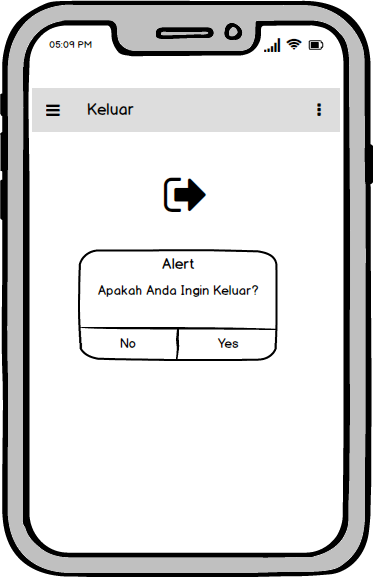 05:09 PM
Keluar
Alert
Apakah Anda Ingin Keluar?
No
Yes